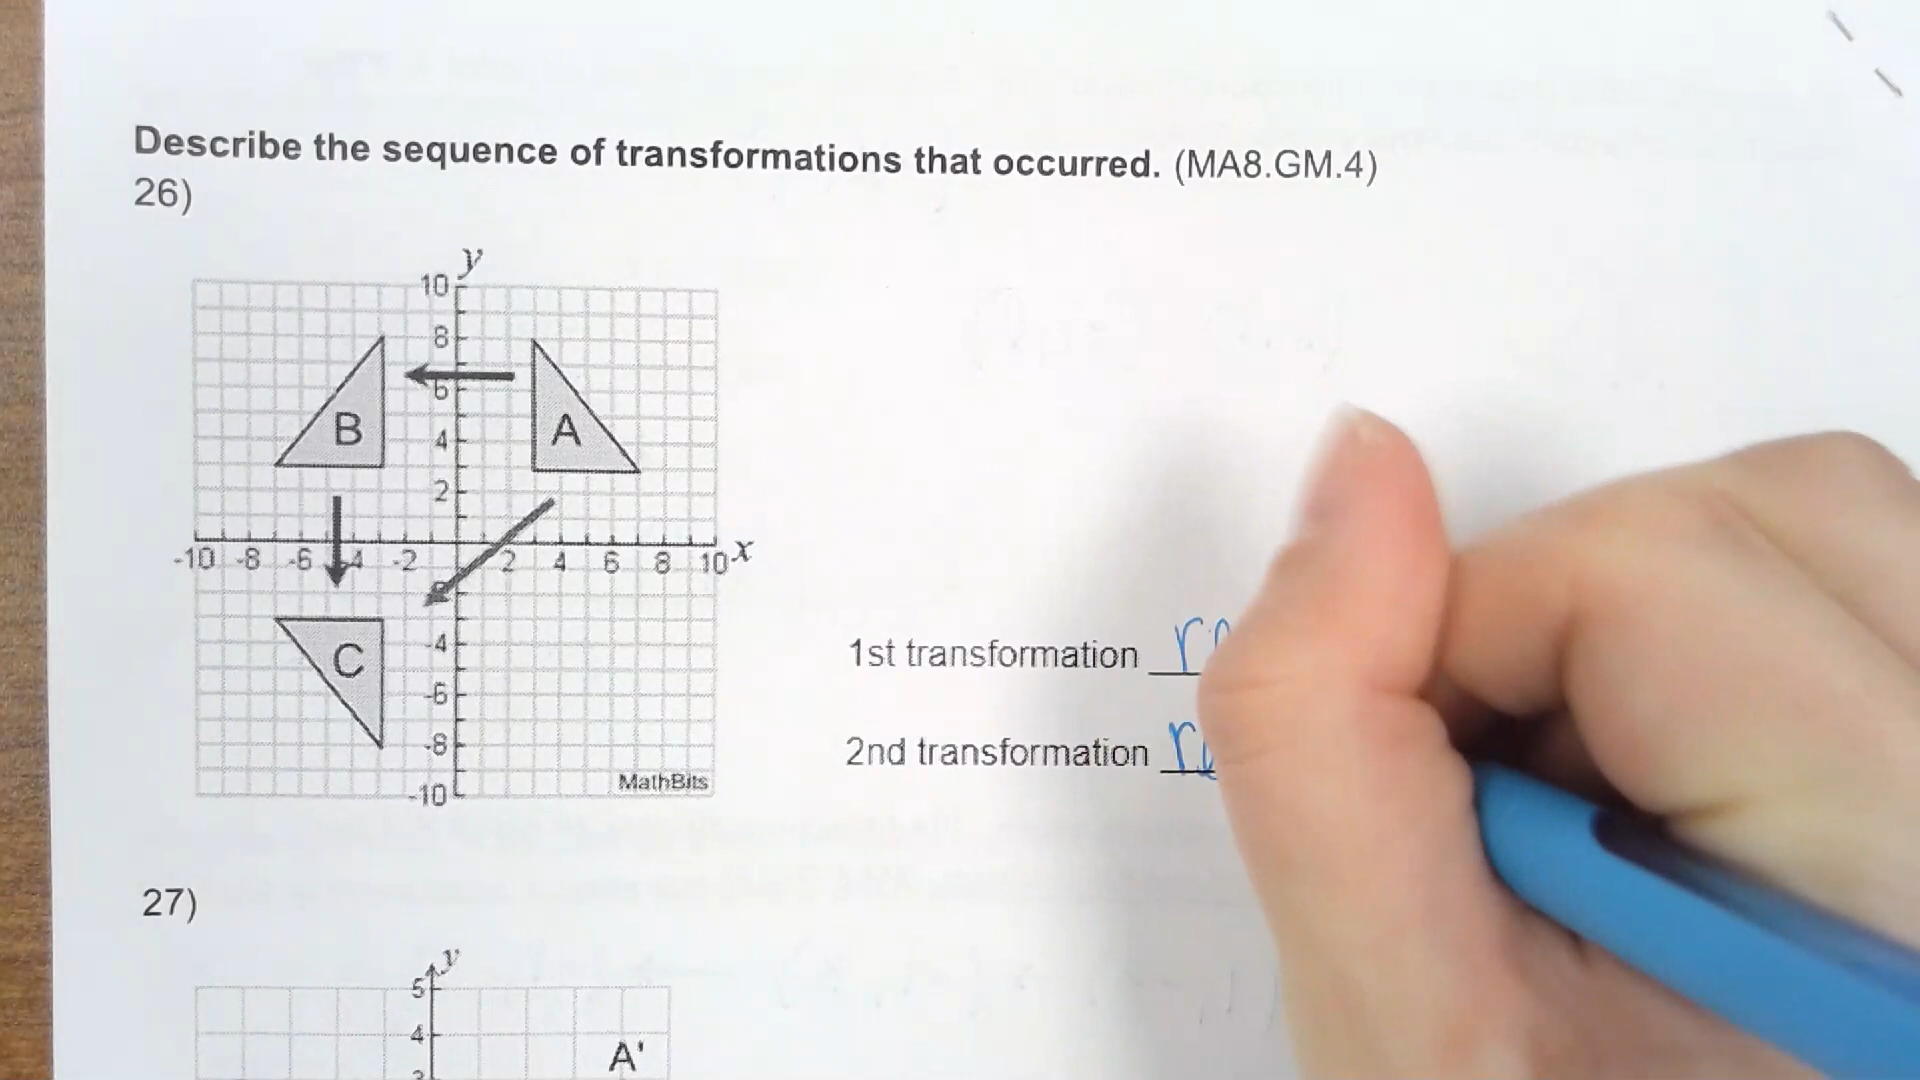 Describe the sequence of transformations that occurred. (MA8.GM.4)
26)
y
10
8
6
4
2
B
A
-10 -8 -6 -4 -2 2 4 6 8 10 x
C
-4
-6
-8
-10
MathBits
1st transformation
2nd transformation
27)
y
5
4
A'
3